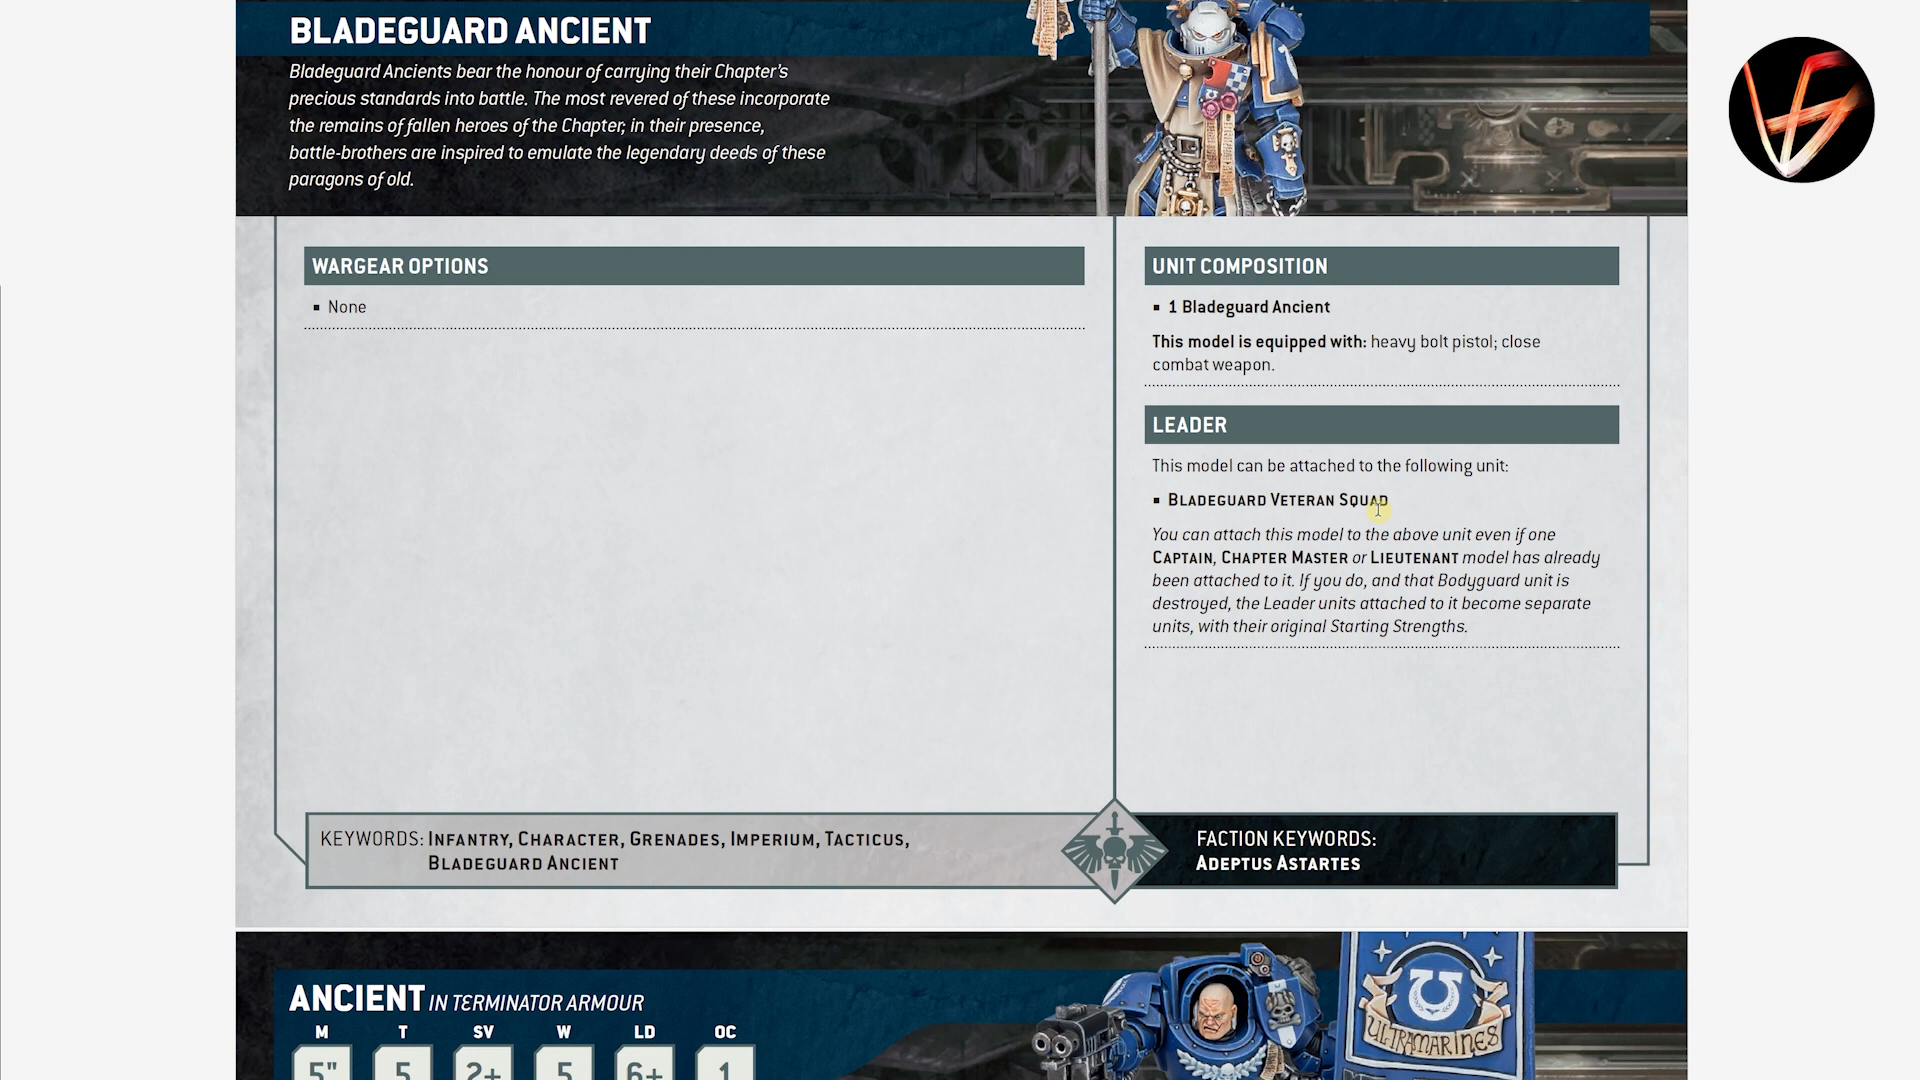 BLADEGUARD ANCIENT
Bladeguard Ancients bear the honour of carrying their Chapter's
precious standards into battle. The most revered of these incorporate
the remains of fallen heroes of the Chapter; in their presence,
battle-brothers are inspired to emulate the legendary deeds of these
paragons of old.
WARGEAR OPTIONS
▪ None
UNIT COMPOSITION
▪ 1 Bladeguard Ancient
This model is equipped with: heavy bolt pistol; close
combat weapon.
LEADER
This model can be attached to the following unit:
▪ BLADEGUARD VETERAN SQUAD
You can attach this model to the above unit even if one
CAPTAIN, CHAPTER MASTER or LIEUTENANT model has already
been attached to it. If you do, and that Bodyguard unit is
destroyed, the Leader units attached to it become separate
units, with their original Starting Strengths.
KEYWORDS: INFANTRY, CHARACTER, GRENADES, IMPERIUM, TACTICUS,
BLADEGUARD ANCIENT
FACTION KEYWORDS:
ADEPTUS ASTARTES
ANCIENT IN TERMINATOR ARMOUR
M T SV W LD OC
5" 5 2+ 5 6+ 1
ULTRAMARINES